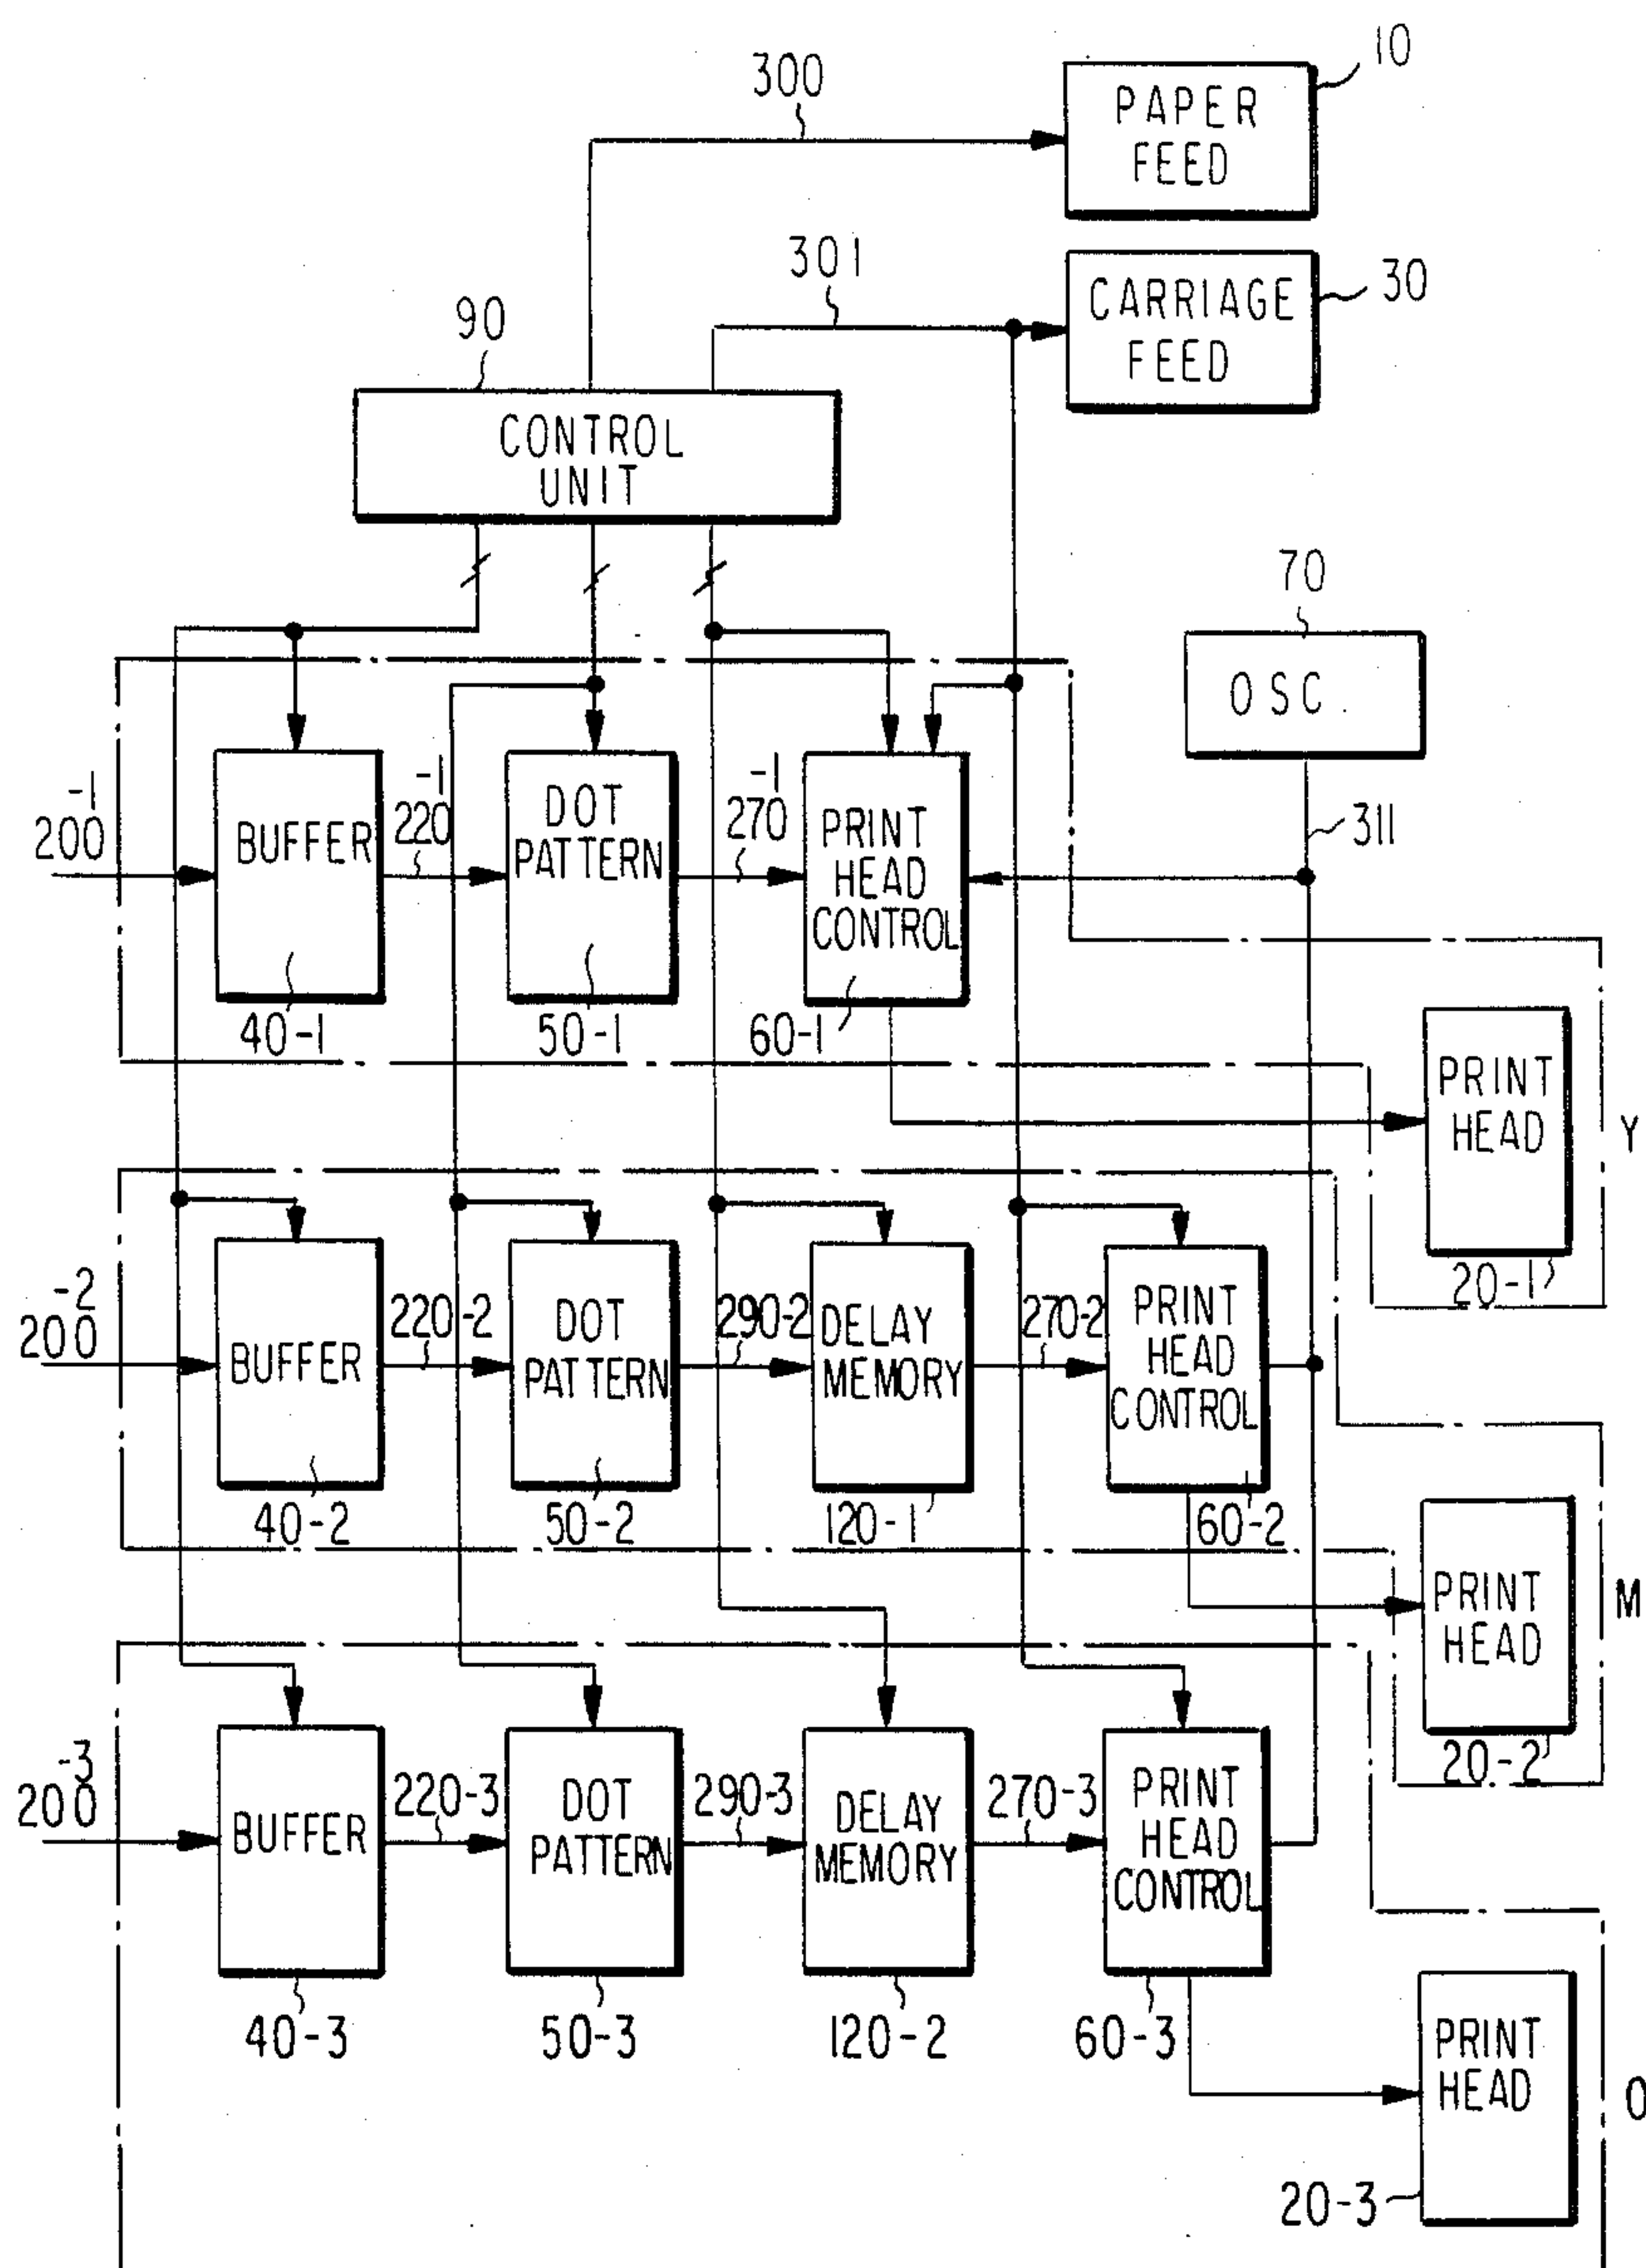 300
10
PAPER
FEED
301
30
CARRIAGE
FEED
90
CONTROL
UNIT
70
OSC
311
200-1
BUFFER
220-1
DOT
PATTERN
270-1
PRINT
HEAD
CONTROL
40-1
50-1
60-1
PRINT
HEAD
20-1
Y
200-2
BUFFER
220-2
DOT
PATTERN
290-2
DELAY
MEMORY
270-2
PRINT
HEAD
CONTROL
40-2
50-2
120-1
60-2
PRINT
HEAD
20-2
M
200-3
BUFFER
220-3
DOT
PATTERN
290-3
DELAY
MEMORY
270-3
PRINT
HEAD
CONTROL
40-3
50-3
120-2
60-3
PRINT
HEAD
20-3